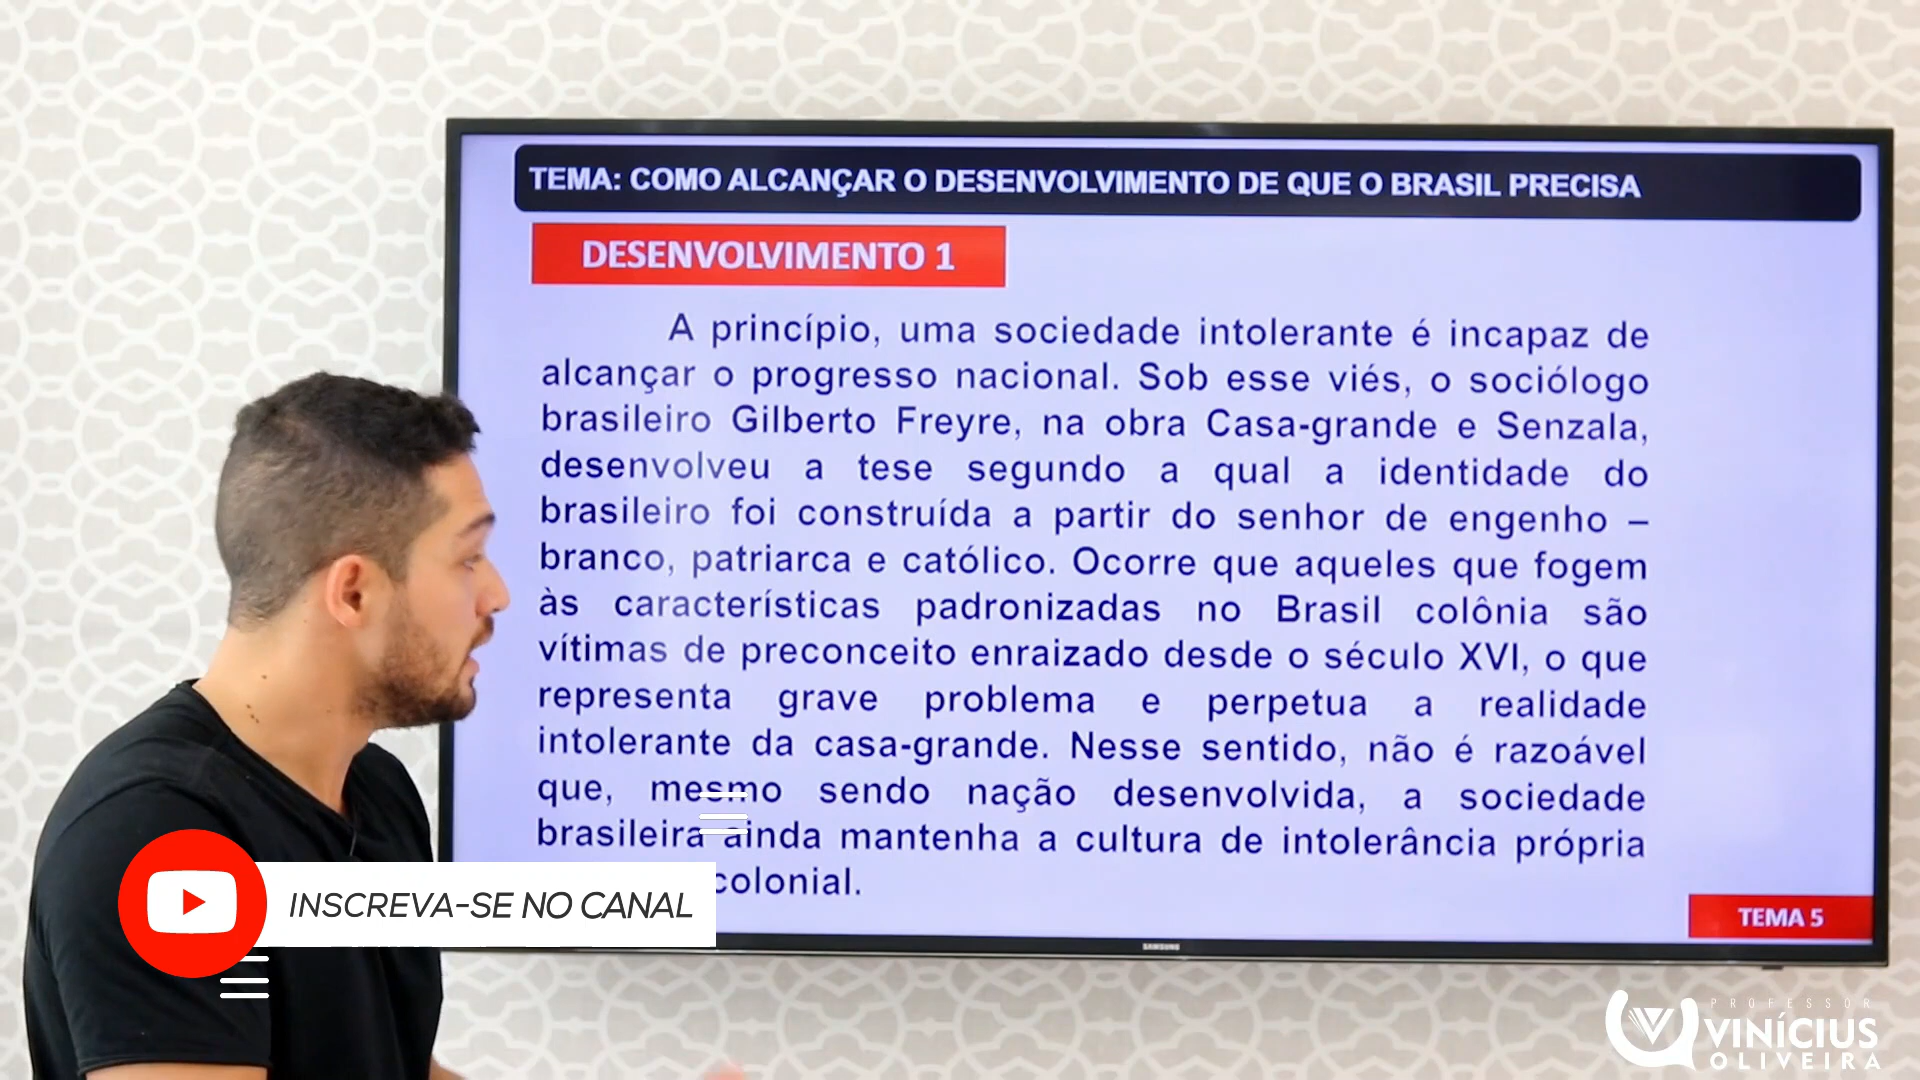 TEMA: COMO ALCANÇAR O DESENVOLVIMENTO DE QUE O BRASIL PRECISA
DESENVOLVIMENTO 1
A princípio, uma sociedade intolerante é incapaz de
alcançar o progresso nacional. Sob esse viés, o sociólogo
brasileiro Gilberto Freyre, na obra Casa-grande e Senzala,
desenvolveu a tese segundo a qual a identidade do
brasileiro foi construída a partir do senhor de engenho –
branco, patriarca e católico. Ocorre que aqueles que fogem
às características padronizadas no Brasil colônia são
vítimas de preconceito enraizado desde o século XVI, o que
representa grave problema e perpetua a realidade
intolerante da casa-grande. Nesse sentido, não é razoável
que, mesmo sendo nação desenvolvida, a sociedade
brasileira ainda mantenha a cultura de intolerância própria
colonial.
INSCREVA-SE NO CANAL
TEMA 5
SAMSUNG
PROFESSOR
VINÍCIUS
OLIVEIRA